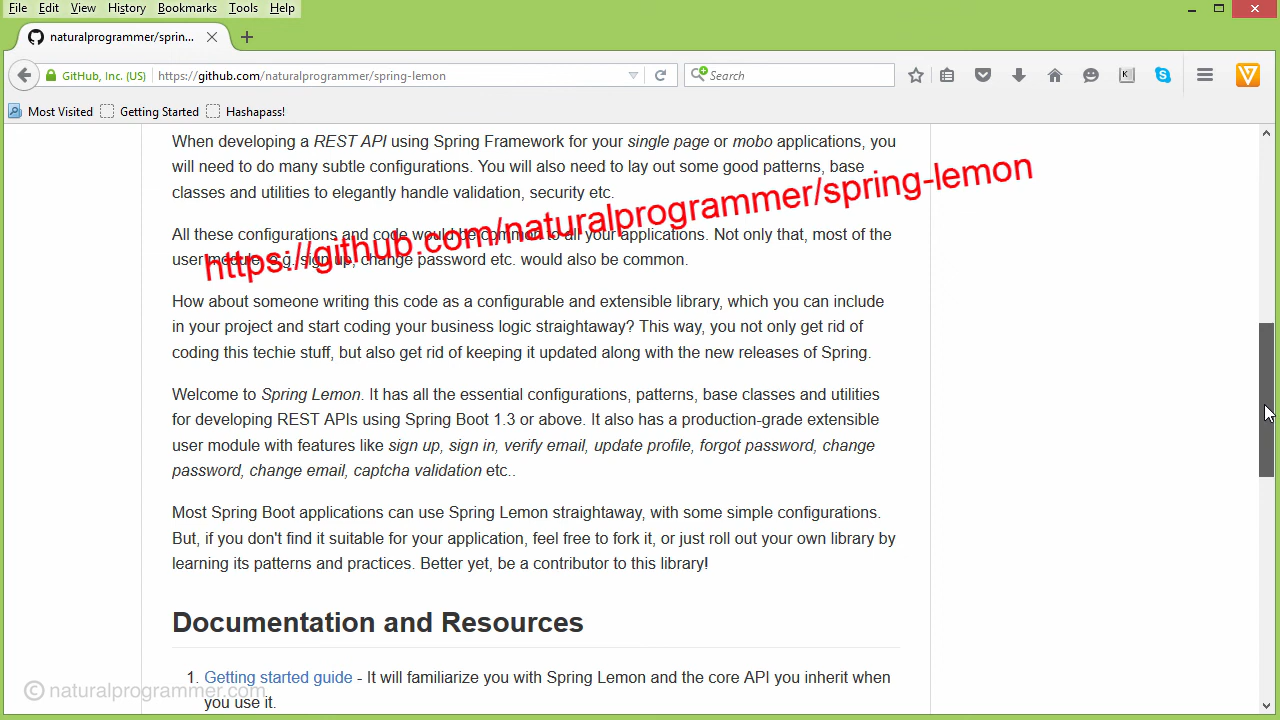 File Edit View History Bookmarks Tools Help
naturalprogrammer/sprin...
GitHub, Inc. (US) https://github.com/naturalprogrammer/spring-lemon Search
Most Visited Getting Started Hashapass!
When developing a REST API using Spring Framework for your single page or mobo applications, you
will need to do many subtle configurations. You will also need to lay out some good patterns, base
classes and utilities to elegantly handle validation, security etc.
https://github.com/naturalprogrammer/spring-lemon
All these configurations and code would be common to all your applications. Not only that, most of the
user module, e.g. sign up, change password etc. would also be common.
How about someone writing this code as a configurable and extensible library, which you can include
in your project and start coding your business logic straightaway? This way, you not only get rid of
coding this techie stuff, but also get rid of keeping it updated along with the new releases of Spring.
Welcome to Spring Lemon. It has all the essential configurations, patterns, base classes and utilities
for developing REST APIs using Spring Boot 1.3 or above. It also has a production-grade extensible
user module with features like sign up, sign in, verify email, update profile, forgot password, change
password, change email, captcha validation etc..
Most Spring Boot applications can use Spring Lemon straightaway, with some simple configurations.
But, if you don't find it suitable for your application, feel free to fork it, or just roll out your own library by
learning its patterns and practices. Better yet, be a contributor to this library!
Documentation and Resources
1. Getting started guide - It will familiarize you with Spring Lemon and the core API you inherit when
you use it.
© naturalprogrammer.com